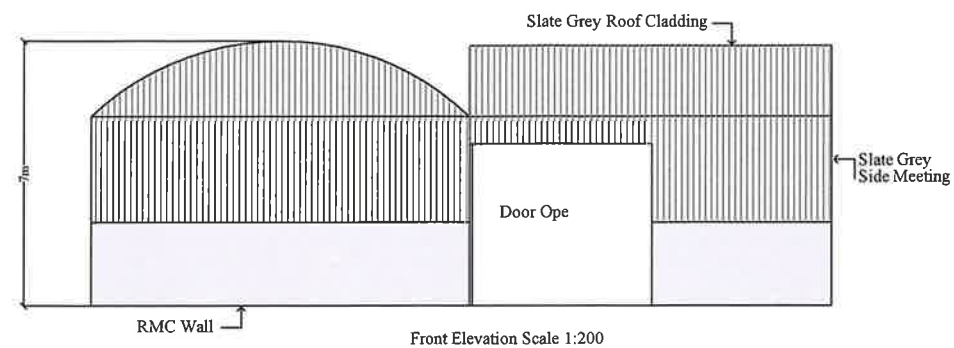 Slate Grey Roof Cladding
7m
Slate Grey
Side Meeting
Door Ope
RMC Wall
Front Elevation Scale 1:200